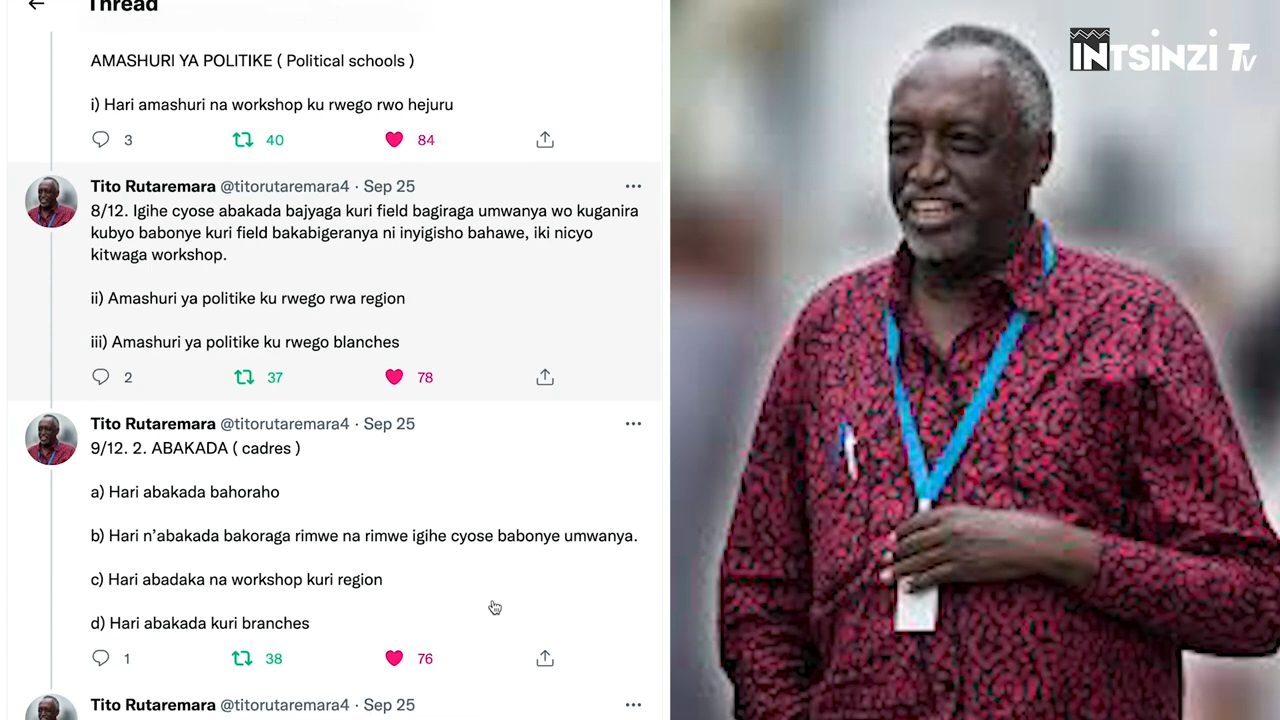 Thread
AMASHURI YA POLITIKE ( Political schools )
i) Hari amashuri na workshop ku rwego rwo hejuru
3 40 84
Tito Rutaremara @titorutaremara4 · Sep 25
8/12. Igihe cyose abakada bajyaga kuri field bagiraga umwanya wo kuganira
kubyo babonye kuri field bakabigeranya ni inyigisho bahawe, iki nicyo
kitwaga workshop.
ii) Amashuri ya politike ku rwego rwa region
iii) Amashuri ya politike ku rwego blanches
2 37 78
Tito Rutaremara @titorutaremara4 · Sep 25
9/12. 2. ABAKADA ( cadres )
a) Hari abakada bahoraho
b) Hari n’abakada bakoraga rimwe na rimwe igihe cyose babonye umwanya.
c) Hari abadaka na workshop kuri region
d) Hari abakada kuri branches
1 38 76
Tito Rutaremara @titorutaremara4 · Sep 25
INTSINZI Tv